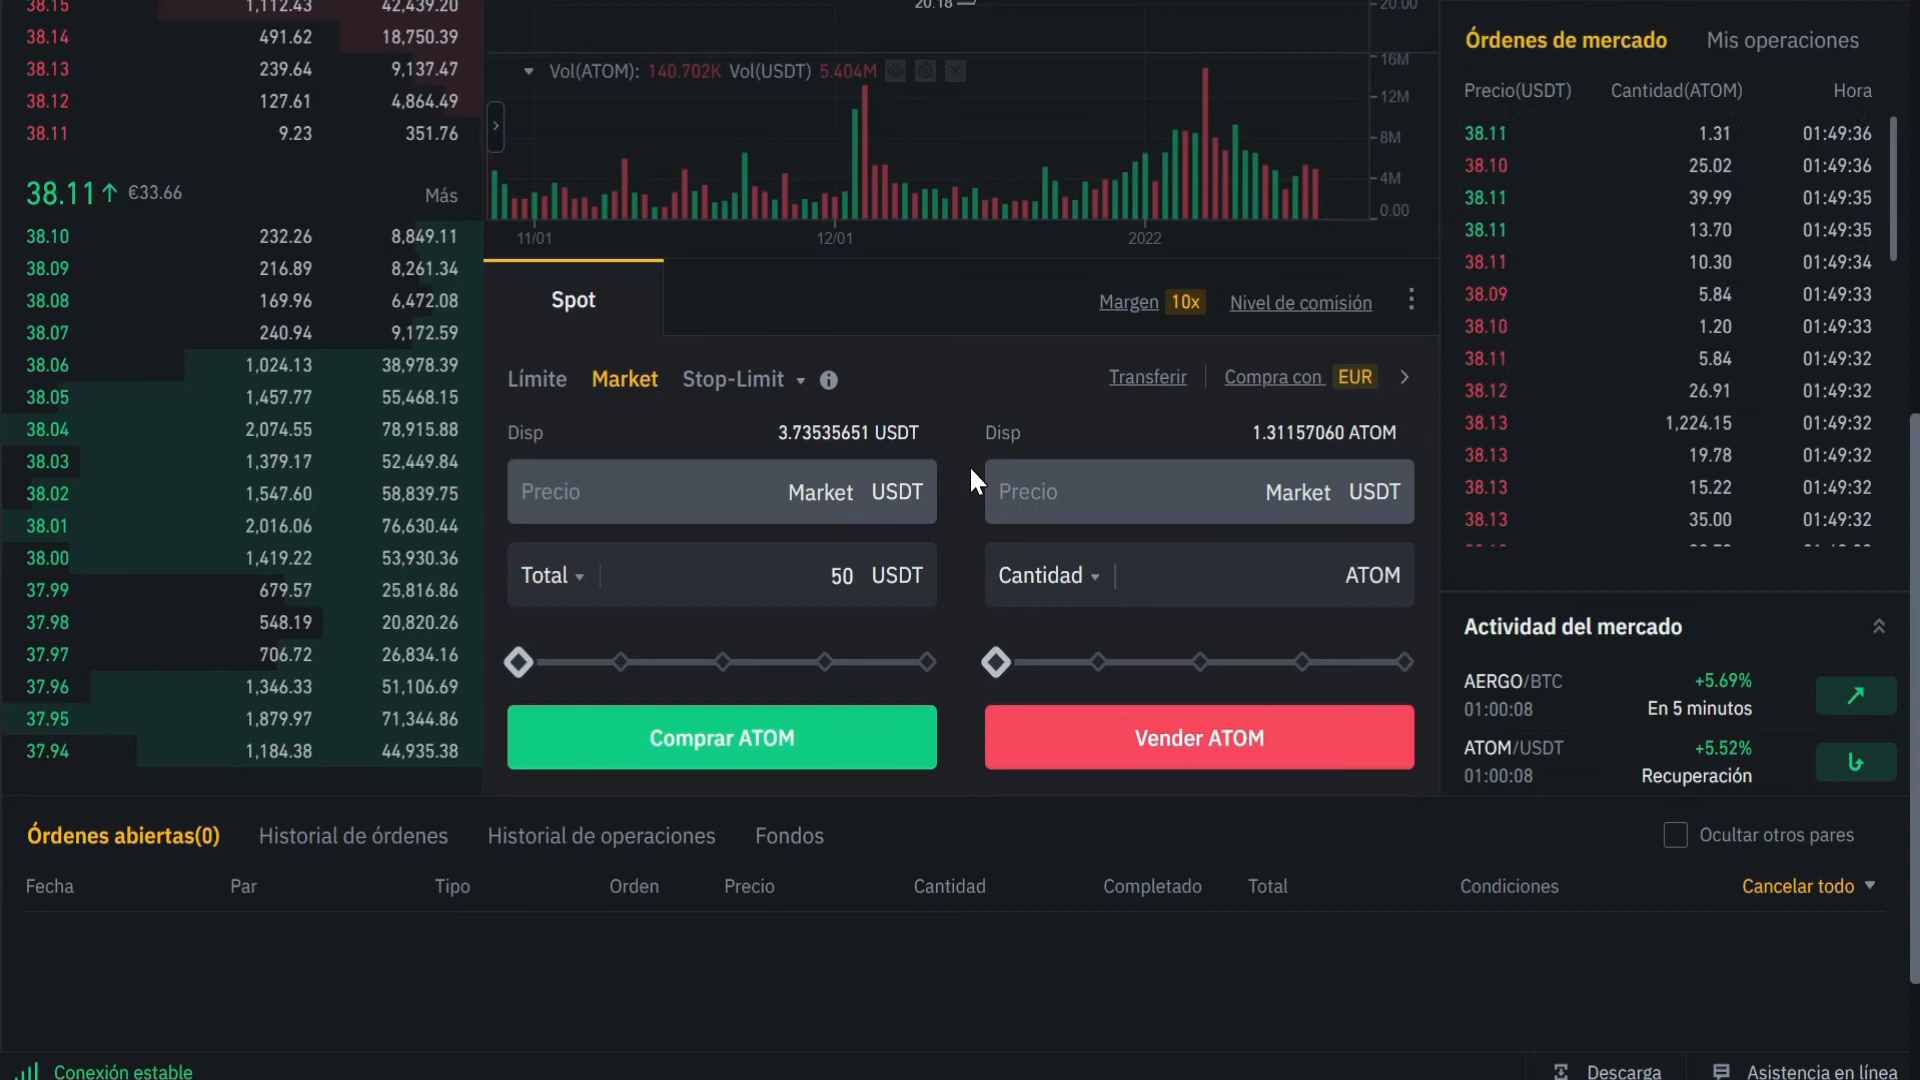 38.15 1,112.43 42,439.20
38.14 491.62 18,750.39
38.13 239.64 9,137.47
38.12 127.61 4,864.49
38.11 9.23 351.76
38.11↑ €33.66 Más
38.10 232.26 8,849.11
38.09 216.89 8,261.34
38.08 169.96 6,472.08
38.07 240.94 9,172.59
38.06 1,024.13 38,978.39
38.05 1,457.77 55,468.15
38.04 2,074.55 78,915.88
38.03 1,379.17 52,449.84
38.02 1,547.60 58,839.75
38.01 2,016.06 76,630.44
38.00 1,419.22 53,930.36
37.99 679.57 25,816.86
37.98 548.19 20,820.26
37.97 706.72 26,834.16
37.96 1,346.33 51,106.69
37.95 1,879.97 71,344.86
37.94 1,184.38 44,935.38
20.18 20.00
Vol(ATOM): 140.702K Vol(USDT) 5.404M
16M
12M
8M
4M
0.00
11/01 12/01 2022
Spot Margen 10x Nivel de comisión
Límite Market Stop-Limit Transferir Compra con EUR
Disp 3.73535651 USDT
Precio Market USDT
Total 50 USDT
Comprar ATOM
Disp 1.31157060 ATOM
Precio Market USDT
Cantidad ATOM
Vender ATOM
Órdenes de mercado Mis operaciones
Precio(USDT) Cantidad(ATOM) Hora
38.11 1.31 01:49:36
38.10 25.02 01:49:36
38.11 39.99 01:49:35
38.11 13.70 01:49:35
38.11 10.30 01:49:34
38.09 5.84 01:49:33
38.10 1.20 01:49:33
38.11 5.84 01:49:32
38.12 26.91 01:49:32
38.13 1,224.15 01:49:32
38.13 19.78 01:49:32
38.13 15.22 01:49:32
38.13 35.00 01:49:32
Actividad del mercado
AERGO/BTC +5.69%
01:00:08 En 5 minutos
ATOM/USDT +5.52%
01:00:08 Recuperación
Órdenes abiertas(0) Historial de órdenes Historial de operaciones Fondos Ocultar otros pares
Fecha Par Tipo Orden Precio Cantidad Completado Total Condiciones Cancelar todo
Conexión estable Descarga Asistencia en línea